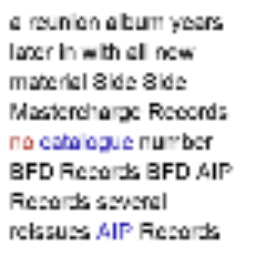 a reunion album years
later in with all new
material Side Side
Mastercharge Records
no catalogue number
BFD Records BFD AIP
Records several
reissues AIP Records